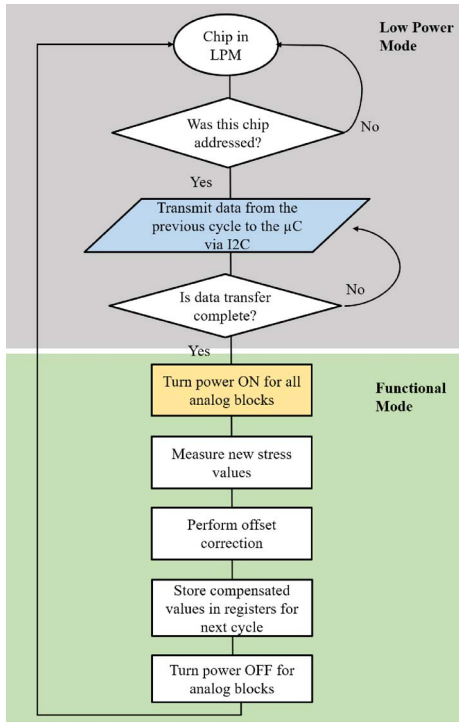 Chip in
LPM
Low Power
Mode
Was this chip
addressed?
No
Yes
Transmit data from the
previous cycle to the µC
via I2C
No
Is data transfer
complete?
Yes
Turn power ON for all
analog blocks
Functional
Mode
Measure new stress
values
Perform offset
correction
Store compensated
values in registers for
next cycle
Turn power OFF for
analog blocks